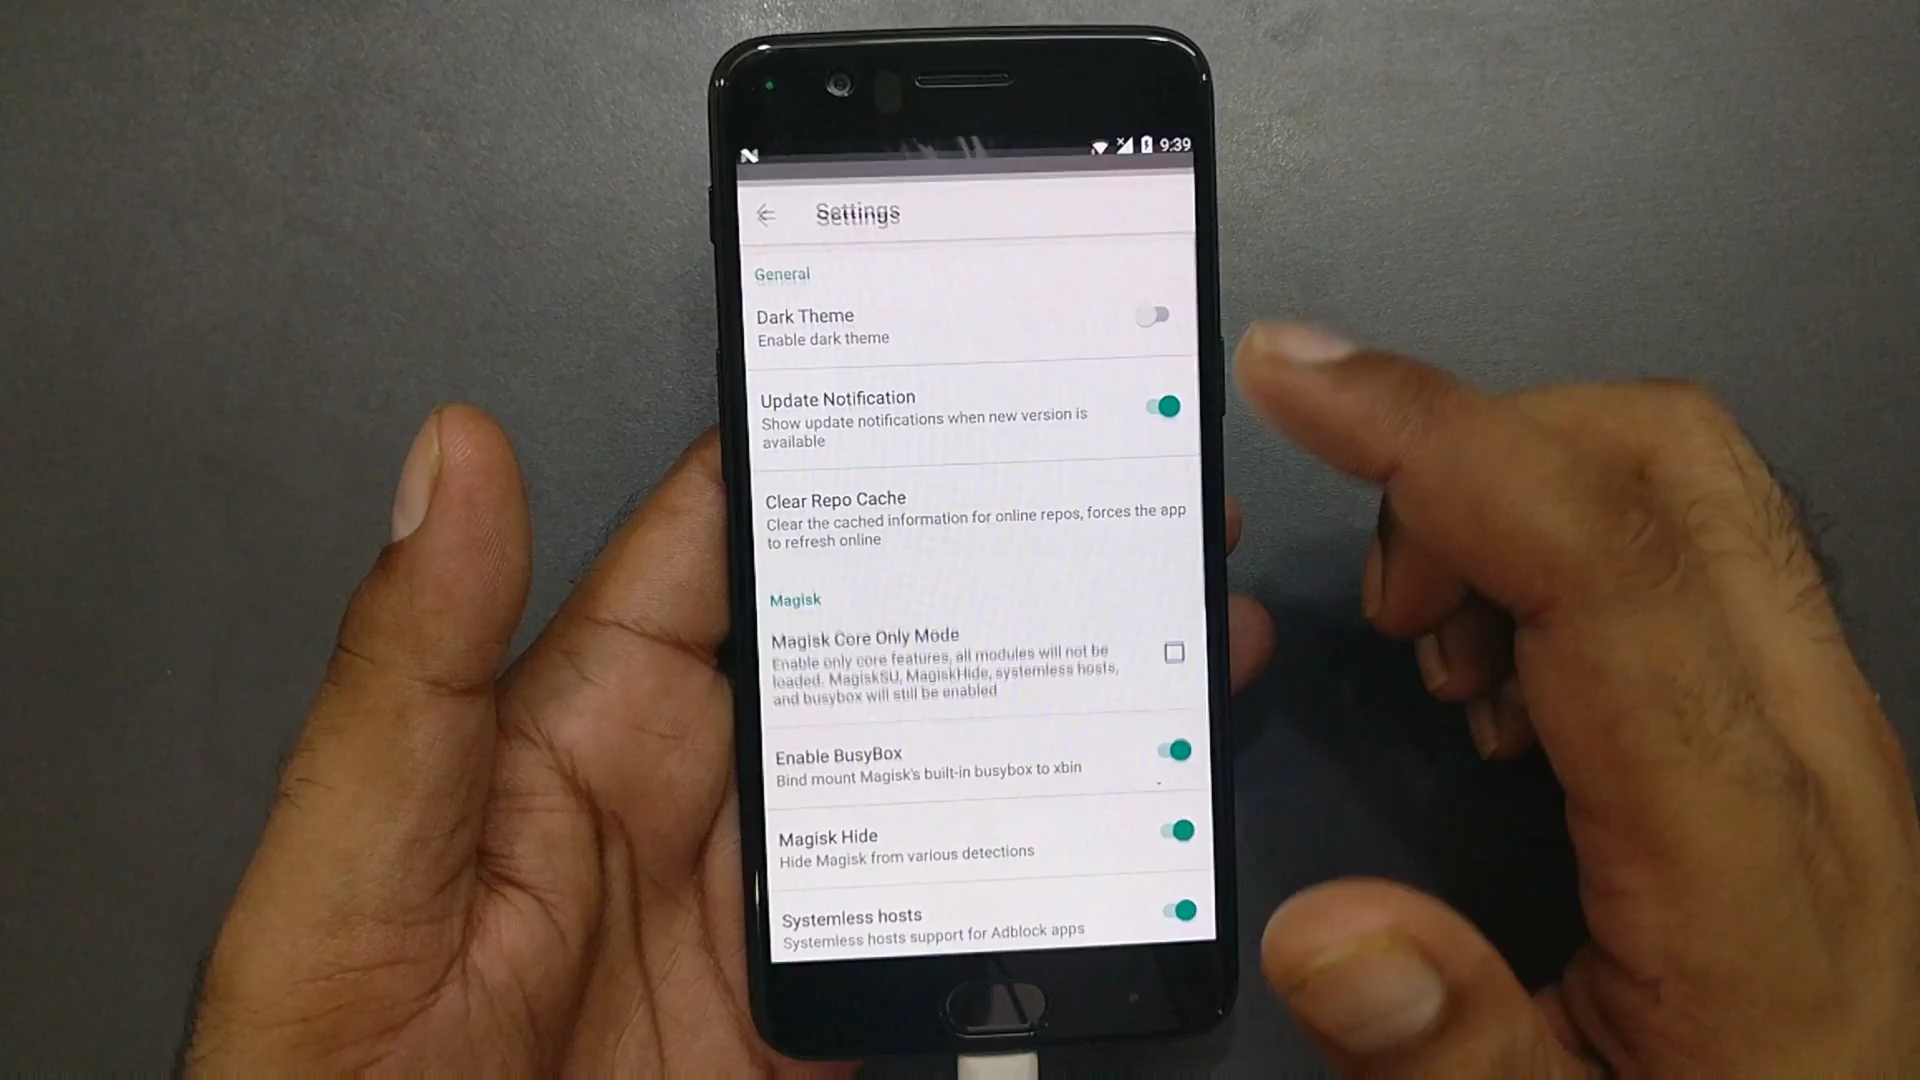 9:39
Settings
General
Dark Theme
Enable dark theme
Update Notification
Show update notifications when new version is
available
Clear Repo Cache
Clear the cached information for online repos, forces the app
to refresh online
Magisk
Magisk Core Only Mode
Enable only core features, all modules will not be
loaded. MagiskSU, MagiskHide, systemless hosts,
and busybox will still be enabled
Enable BusyBox
Bind mount Magisk's built-in busybox to xbin
Magisk Hide
Hide Magisk from various detections
Systemless hosts
Systemless hosts support for Adblock apps